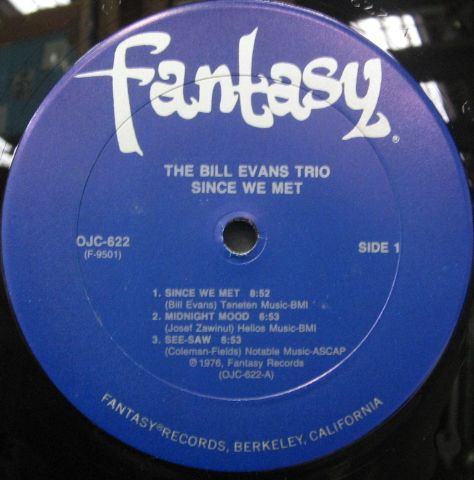 fantasy®
THE BILL EVANS TRIO
SINCE WE MET
OJC-622
(F-9501)
SIDE 1
1. SINCE WE MET 8:52
(Bill Evans) Taneten Music-BMI
2. MIDNIGHT MOOD 6:53
(Josef Zawinul) Helios Music-BMI
3. SEE-SAW 6:53
(Coleman-Fields) Notable Music-ASCAP
℗ 1976, Fantasy Records
(OJC-622-A)
FANTASY® RECORDS, BERKELEY, CALIFORNIA